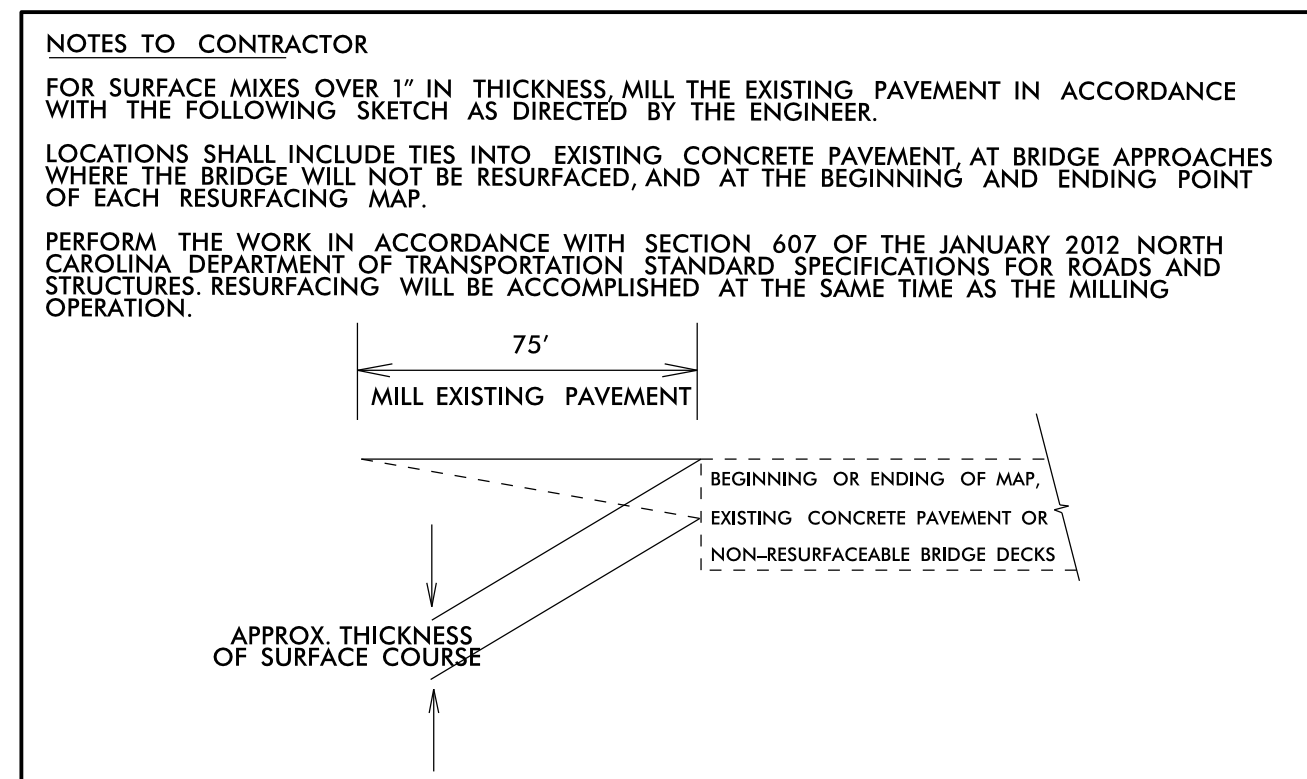 NOTES TO CONTRACTOR
FOR SURFACE MIXES OVER 1" IN THICKNESS, MILL THE EXISTING PAVEMENT IN ACCORDANCE
WITH THE FOLLOWING SKETCH AS DIRECTED BY THE ENGINEER.
LOCATIONS SHALL INCLUDE TIES INTO EXISTING CONCRETE PAVEMENT, AT BRIDGE APPROACHES
WHERE THE BRIDGE WILL NOT BE RESURFACED, AND AT THE BEGINNING AND ENDING POINT
OF EACH RESURFACING MAP.
PERFORM THE WORK IN ACCORDANCE WITH SECTION 607 OF THE JANUARY 2012 NORTH
CAROLINA DEPARTMENT OF TRANSPORTATION STANDARD SPECIFICATIONS FOR ROADS AND
STRUCTURES. RESURFACING WILL BE ACCOMPLISHED AT THE SAME TIME AS THE MILLING
OPERATION.
75'
MILL EXISTING PAVEMENT
BEGINNING OR ENDING OF MAP,
EXISTING CONCRETE PAVEMENT OR
NON–RESURFACEABLE BRIDGE DECKS
APPROX. THICKNESS
OF SURFACE COURSE